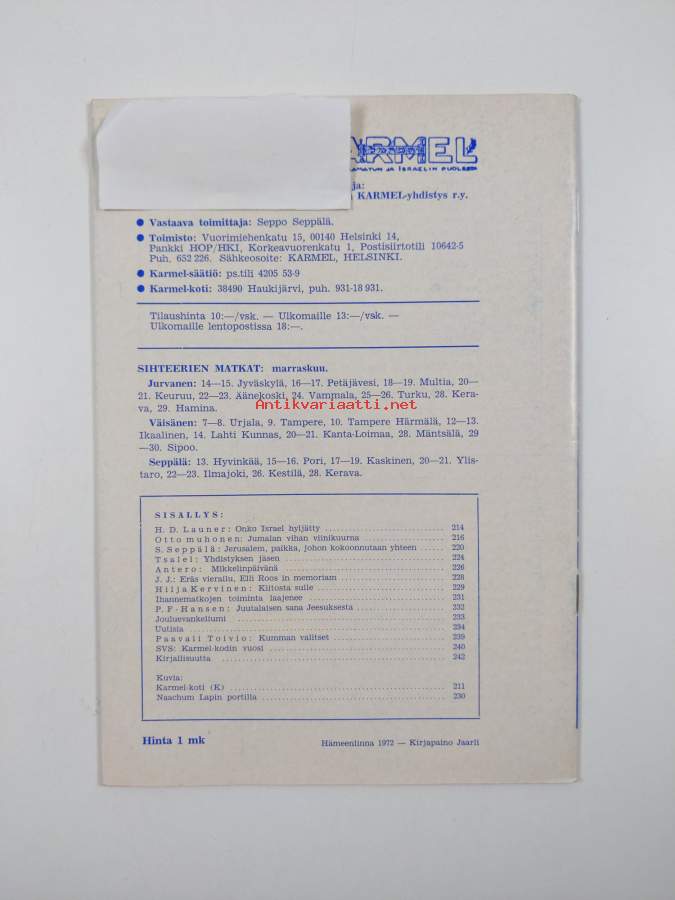 ARMEL
AMATUN JA ISRAELIN PUOLESTA
ja:
KARMEL-yhdistys r.y.
● Vastaava toimittaja: Seppo Seppälä.
● Toimisto: Vuorimiehenkatu 15, 00140 Helsinki 14,
Pankki HOP/HKI, Korkeavuorenkatu 1, Postisiirtotili 10642-5
Puh. 652 226. Sähkeosoite: KARMEL, HELSINKI.
● Karmel-säätiö: ps.tili 4205 53-9
● Karmel-koti: 38490 Haukijärvi, puh. 931-18 931.
Tilaushinta 10:—/vsk. — Ulkomaille 13:—/vsk. —
Ulkomaille lentopostissa 18:—.
SIHTEERIEN MATKAT: marraskuu.
Jurvanen: 14—15. Jyväskylä, 16—17. Petäjävesi, 18—19. Multia, 20—
21. Keuruu, 22—23. Äänekoski, 24. Vammala, 25—26. Turku, 28. Kera-
va, 29. Hamina.
Antikvariaatti.net
Väisänen: 7—8. Urjala, 9. Tampere, 10. Tampere Härmälä, 12—13.
Ikaalinen, 14. Lahti Kunnas, 20—21. Kanta-Loimaa, 28. Mäntsälä, 29
—30. Sipoo.
Seppälä: 13. Hyvinkää, 15—16. Pori, 17—19. Kaskinen, 20—21. Ylis-
taro, 22—23. Ilmajoki, 26. Kestilä, 28. Kerava.
SISALLYS:
H. D. Launer: Onko Israel hyljätty 214
Otto muhonen: Jumalan vihan viinikuurna 216
S. Seppälä: Jerusalem, paikka, johon kokoonnutaan yhteen 220
Tsalel: Yhdistyksen jäsen 224
Antero: Mikkelinpäivänä 226
J. J.: Eräs vierailu, Elli Roos in memoriam 228
Hilja Kervinen: Kiitosta sulle 229
Ihannematkojen toiminta laajenee 231
P. F-Hansen: Juutalaisen sana Jeesuksesta 232
Jouluevankeliumi 233
Uutisia 234
Paavali Toivio: Kumman valitset 239
SVS: Karmel-kodin vuosi 240
Kirjallisuutta 242
Kuvia:
Karmel-koti (K) 211
Naachum Lapin portilla 230
Hinta 1 mk
Hämeenlinna 1972 — Kirjapaino Jaarli